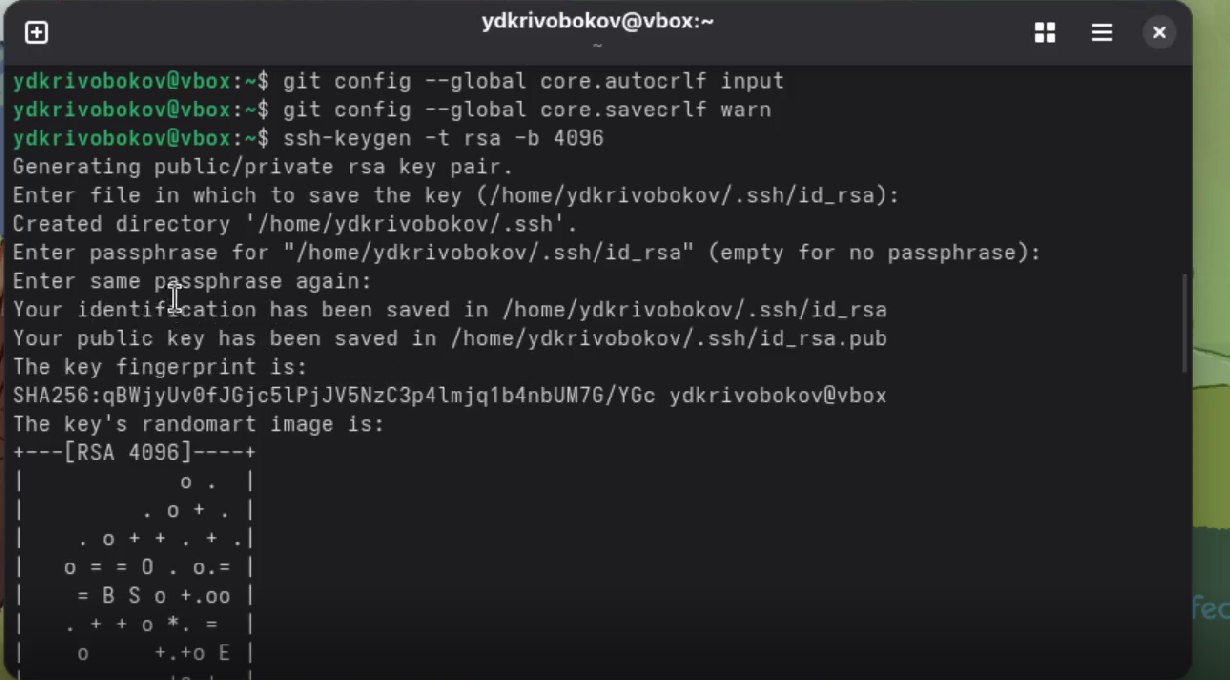 ydkrivobokov@vbox:~
~
ydkrivobokov@vbox:~$ git config --global core.autocrlf input
ydkrivobokov@vbox:~$ git config --global core.savecrlf warn
ydkrivobokov@vbox:~$ ssh-keygen -t rsa -b 4096
Generating public/private rsa key pair.
Enter file in which to save the key (/home/ydkrivobokov/.ssh/id_rsa):
Created directory '/home/ydkrivobokov/.ssh'.
Enter passphrase for "/home/ydkrivobokov/.ssh/id_rsa" (empty for no passphrase):
Enter same passphrase again:
Your identification has been saved in /home/ydkrivobokov/.ssh/id_rsa
Your public key has been saved in /home/ydkrivobokov/.ssh/id_rsa.pub
The key fingerprint is:
SHA256:qBWjyUv0fJGjc5lPjJV5NzC3p4lmjq1b4nbUM7G/YGc ydkrivobokov@vbox
The key's randomart image is:
+---[RSA 4096]----+
|            o .  |
|         . o + . |
|    . o + + . + .|
|   o = = O . o.= |
|    = B S o +.oo |
|   . + + o *. =  |
|    o     +.+o E |